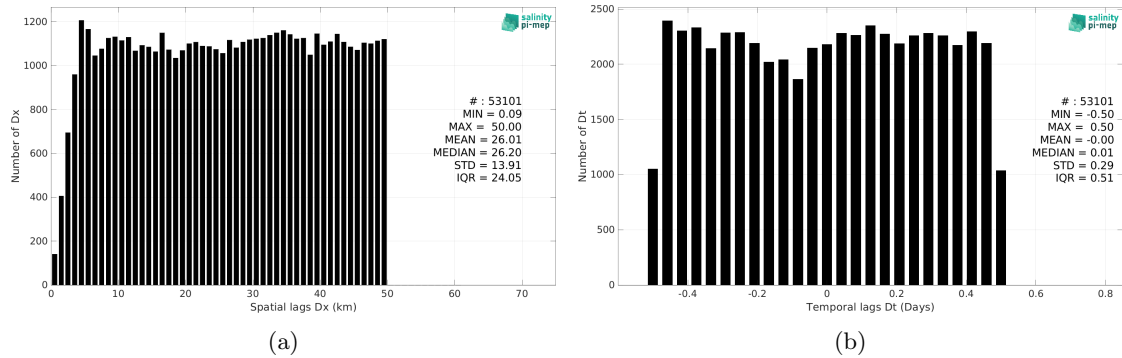 salinity
pi-mep
1200
1000
800
600
400
200
0
Number of Dx
# : 53101
MIN = 0.09
MAX = 50.00
MEAN = 26.01
MEDIAN = 26.20
STD = 13.91
IQR = 24.05
0 10 20 30 40 50 60 70
Spatial lags Dx (km)
(a)
salinity
pi-mep
2500
2000
1500
1000
500
0
Number of Dt
# : 53101
MIN = -0.50
MAX = 0.50
MEAN = -0.00
MEDIAN = 0.01
STD = 0.29
IQR = 0.51
-0.4 -0.2 0 0.2 0.4 0.6 0.8
Temporal lags Dt (Days)
(b)